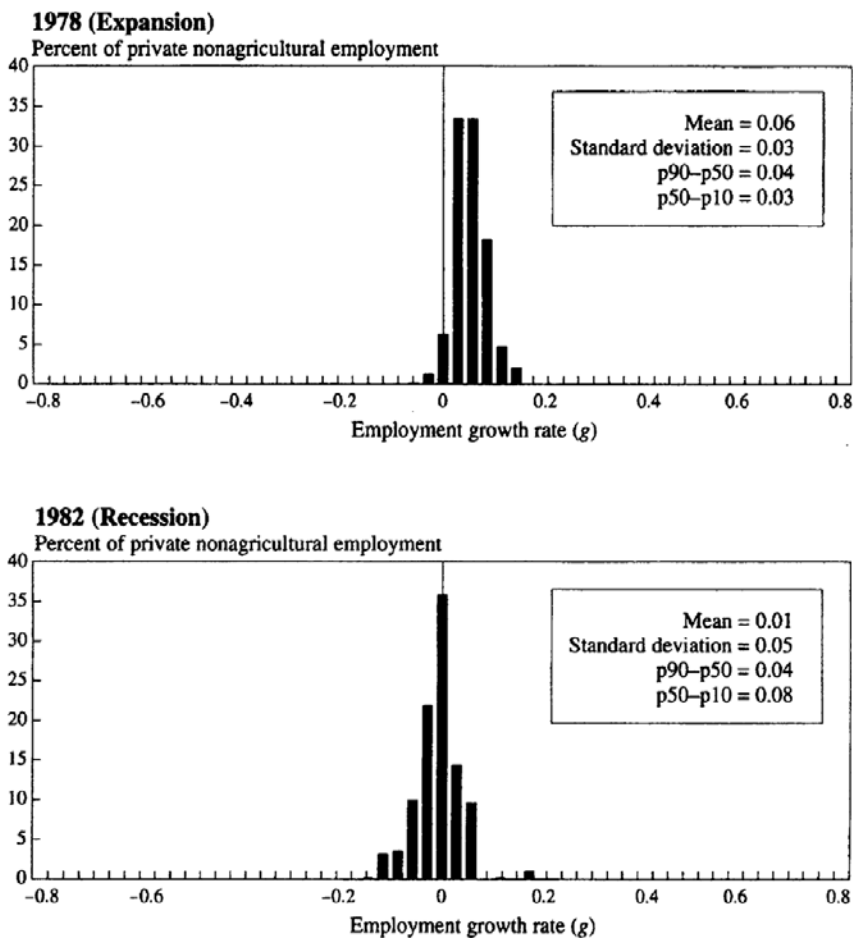 1978 (Expansion)
Percent of private nonagricultural employment
40
35
30
25
20
15
10
5
0
Mean = 0.06
Standard deviation = 0.03
p90–p50 = 0.04
p50–p10 = 0.03
–0.8 –0.6 –0.4 –0.2 0 0.2 0.4 0.6 0.8
Employment growth rate (g)
1982 (Recession)
Percent of private nonagricultural employment
40
35
30
25
20
15
10
5
0
Mean = 0.01
Standard deviation = 0.05
p90–p50 = 0.04
p50–p10 = 0.08
–0.8 –0.6 –0.2 0 0.2 0.4 0.6 0.8
Employment growth rate (g)